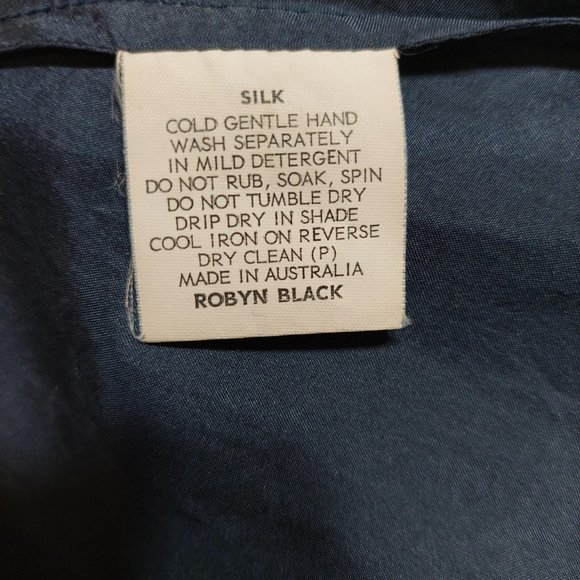 SILK
COLD GENTLE HAND
WASH SEPARATELY
IN MILD DETERGENT
DO NOT RUB, SOAK, SPIN
DO NOT TUMBLE DRY
DRIP DRY IN SHADE
COOL IRON ON REVERSE
DRY CLEAN (P)
MADE IN AUSTRALIA
ROBYN BLACK